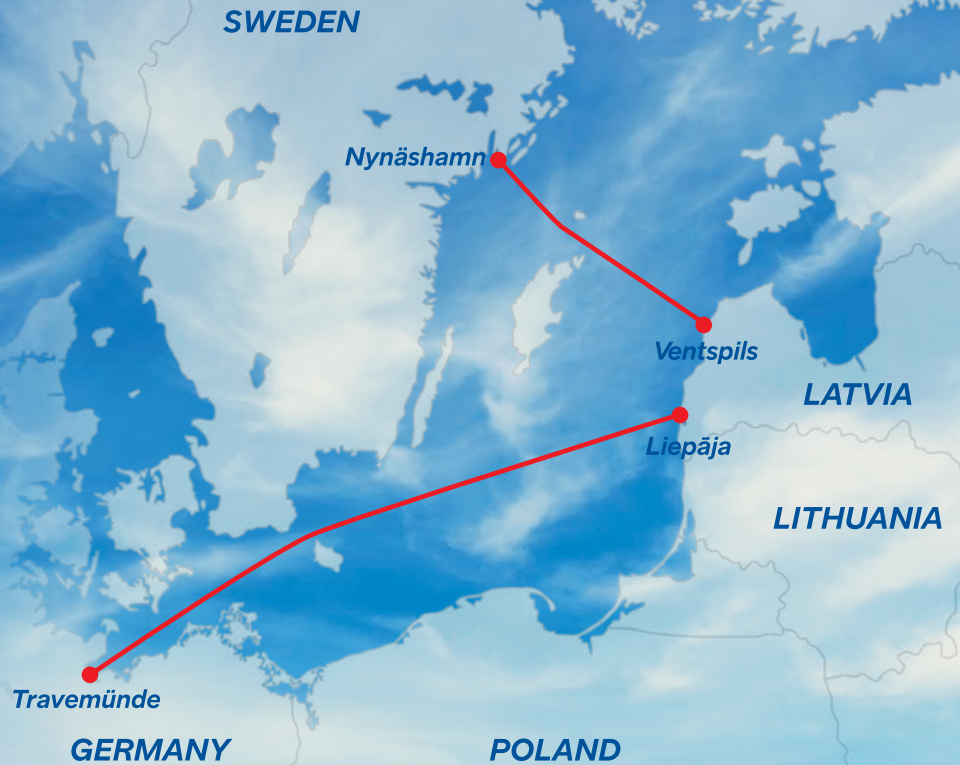 SWEDEN
Nynäshamn
Ventspils
LATVIA
Liepāja
LITHUANIA
Travemünde
GERMANY
POLAND